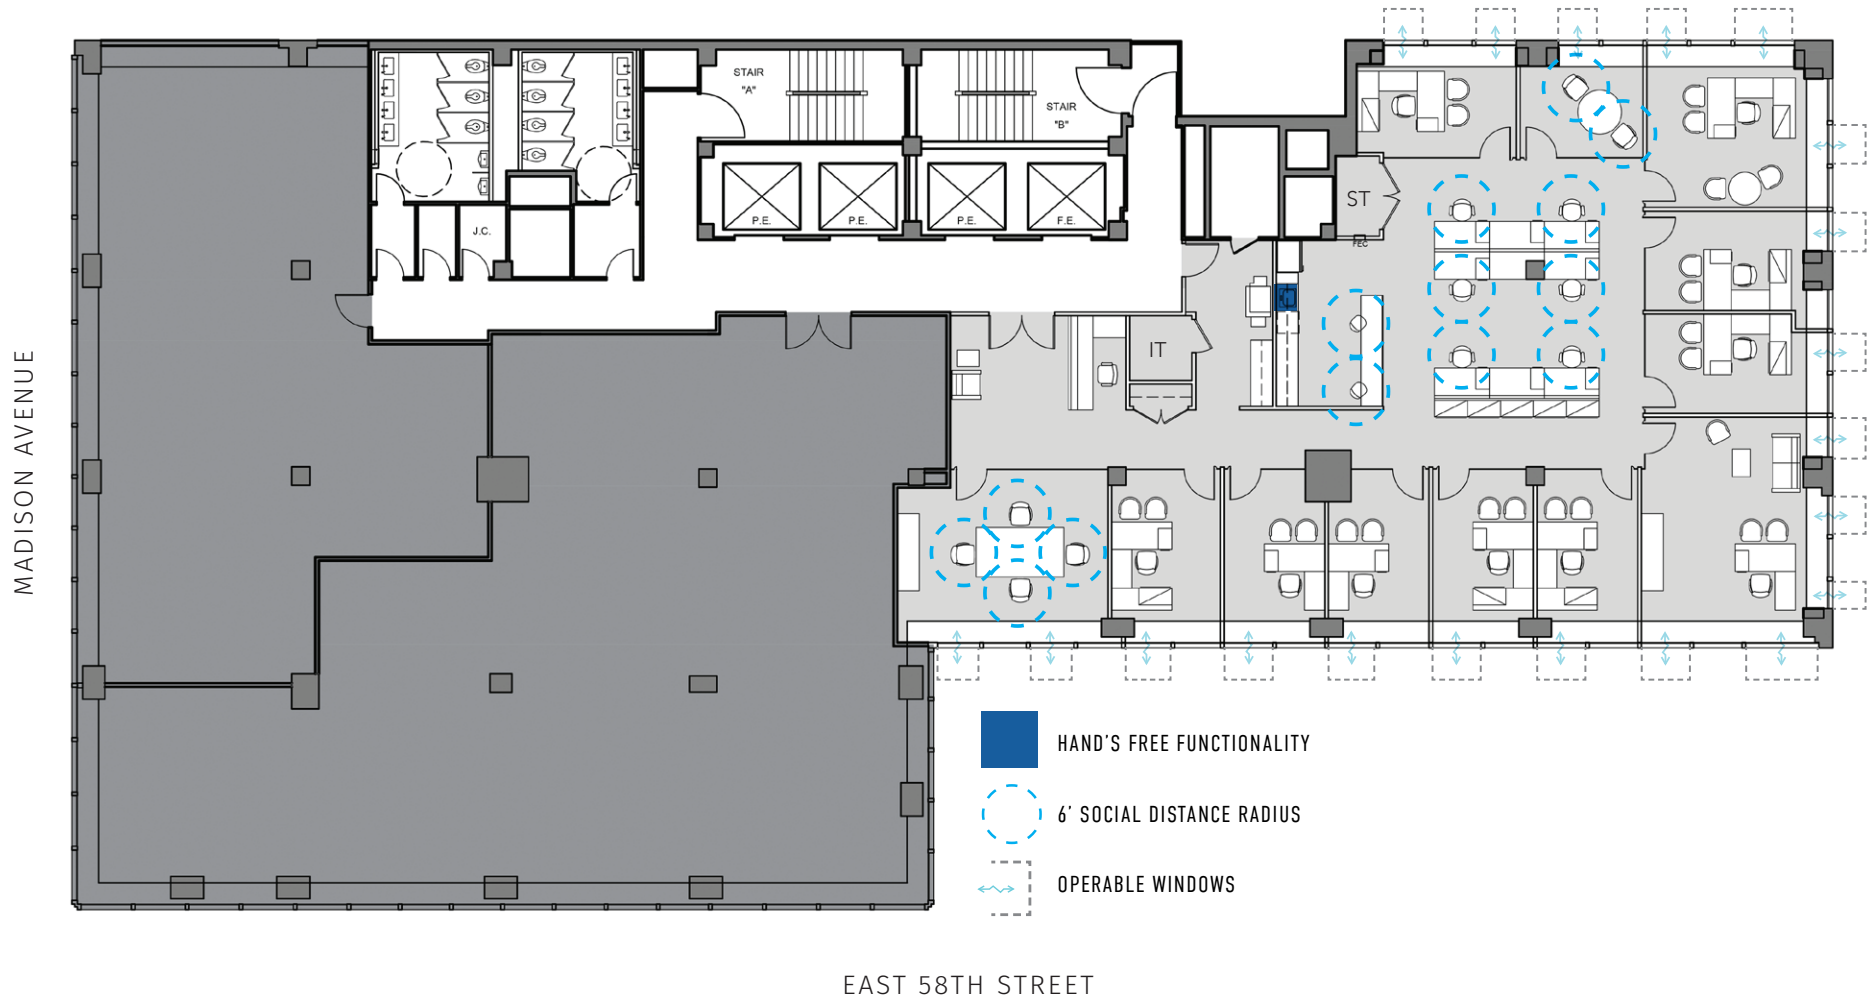 STAIR
"A"
STAIR
"B"
P.E.
P.E.
P.E.
F.E.
J.C.
ST
FEC
IT
MADISON AVENUE
HAND'S FREE FUNCTIONALITY
6' SOCIAL DISTANCE RADIUS
OPERABLE WINDOWS
EAST 58TH STREET